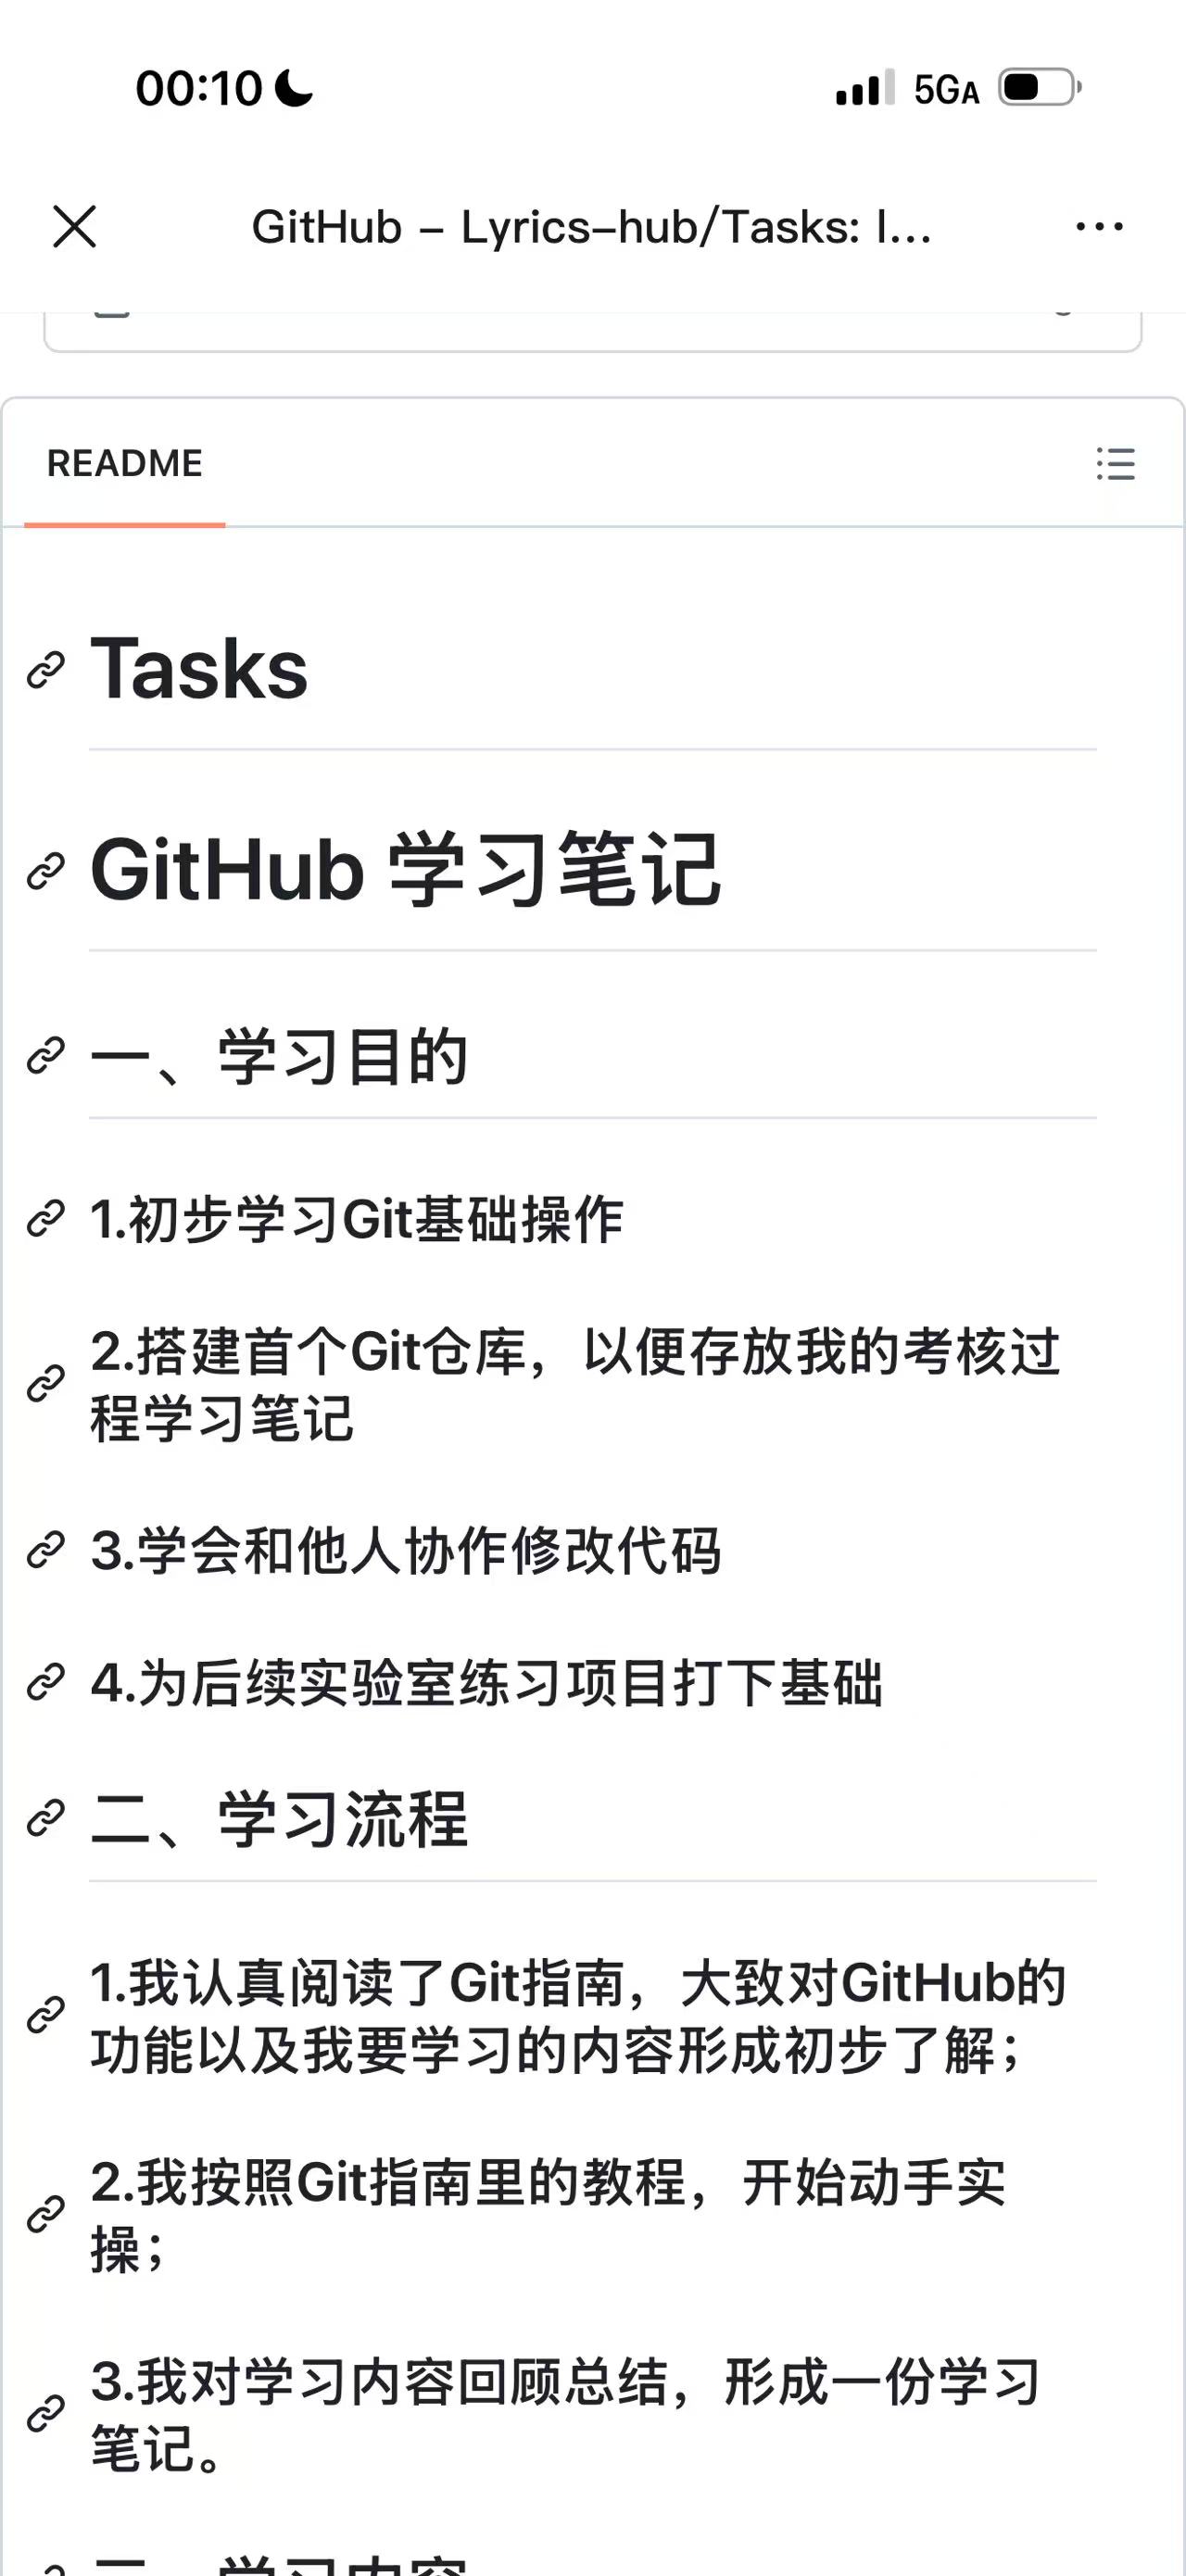 00:10
5GA
GitHub – Lyrics–hub/Tasks: l...
README
Tasks
GitHub 学习笔记
一、学习目的
1.初步学习Git基础操作
2.搭建首个Git仓库，以便存放我的考核过
程学习笔记
3.学会和他人协作修改代码
4.为后续实验室练习项目打下基础
二、学习流程
1.我认真阅读了Git指南，大致对GitHub的
功能以及我要学习的内容形成初步了解；
2.我按照Git指南里的教程，开始动手实
操；
3.我对学习内容回顾总结，形成一份学习
笔记。
三、学习内容